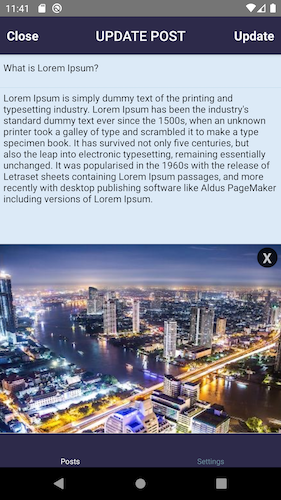 11:41
Close UPDATE POST Update
What is Lorem Ipsum?
Lorem Ipsum is simply dummy text of the printing and
typesetting industry. Lorem Ipsum has been the industry's
standard dummy text ever since the 1500s, when an unknown
printer took a galley of type and scrambled it to make a type
specimen book. It has survived not only five centuries, but
also the leap into electronic typesetting, remaining essentially
unchanged. It was popularised in the 1960s with the release of
Letraset sheets containing Lorem Ipsum passages, and more
recently with desktop publishing software like Aldus PageMaker
including versions of Lorem Ipsum.
X
Posts Settings